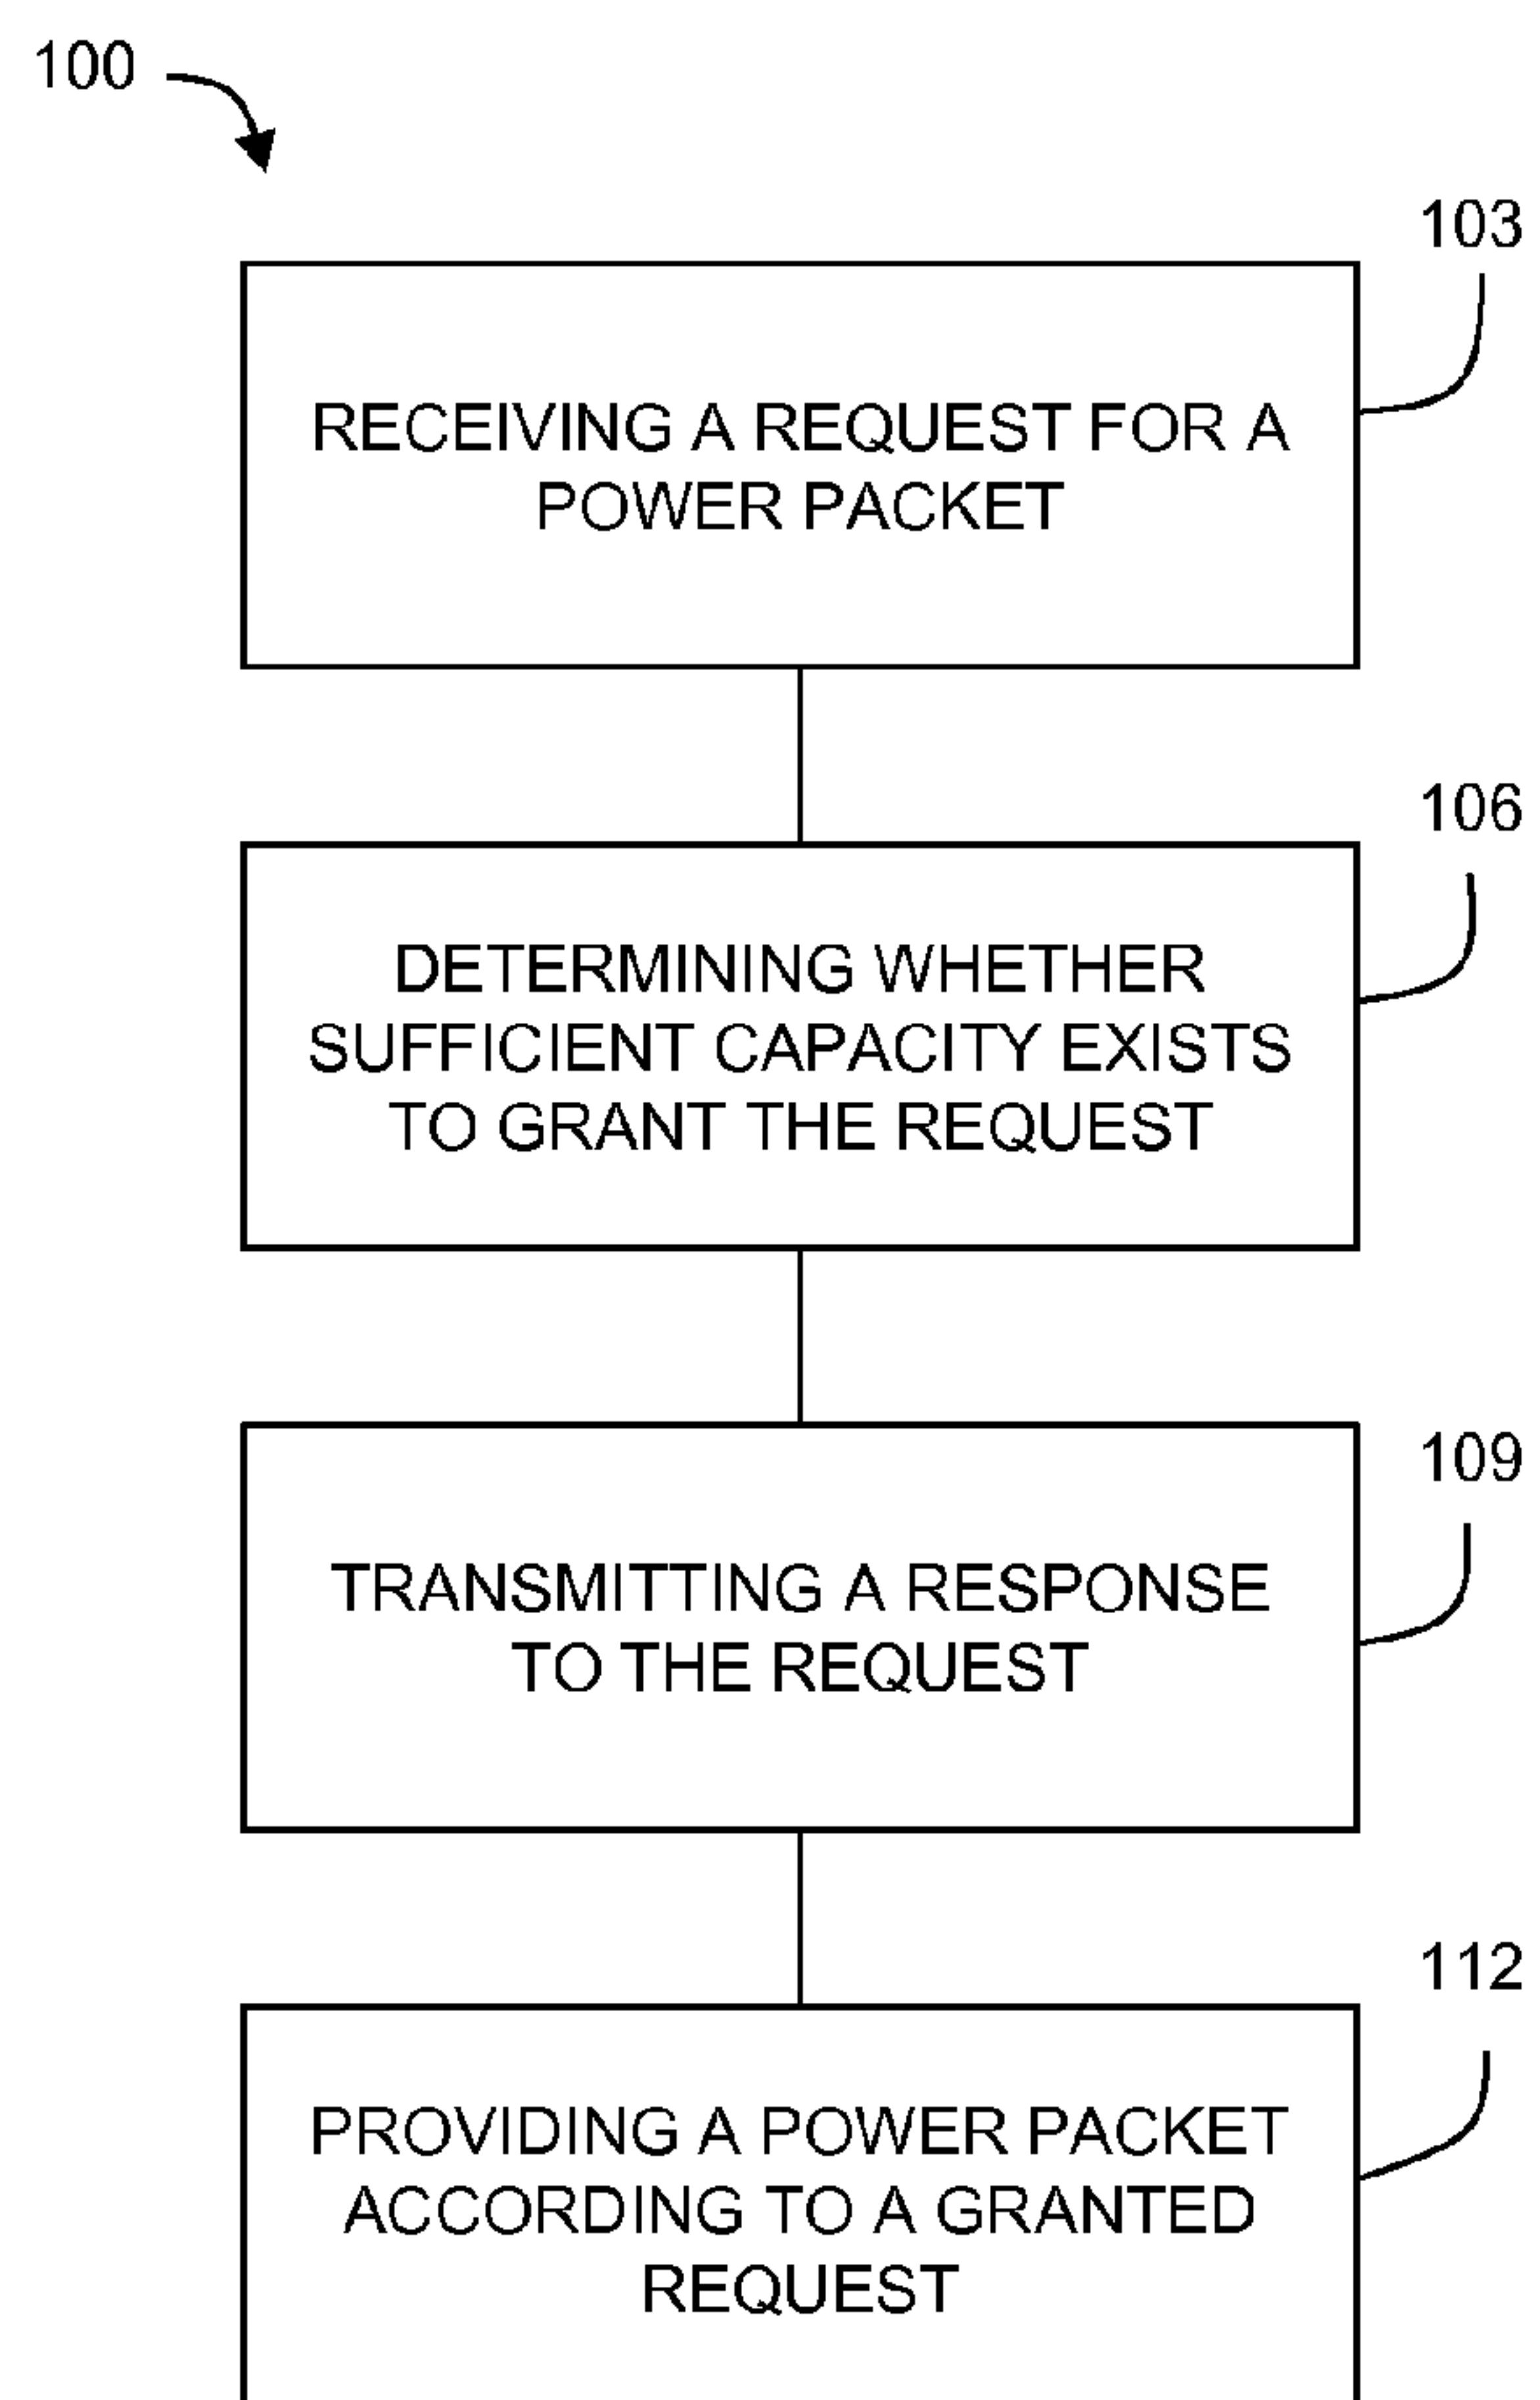 100
103
RECEIVING A REQUEST FOR A
POWER PACKET
106
DETERMINING WHETHER
SUFFICIENT CAPACITY EXISTS
TO GRANT THE REQUEST
109
TRANSMITTING A RESPONSE
TO THE REQUEST
112
PROVIDING A POWER PACKET
ACCORDING TO A GRANTED
REQUEST